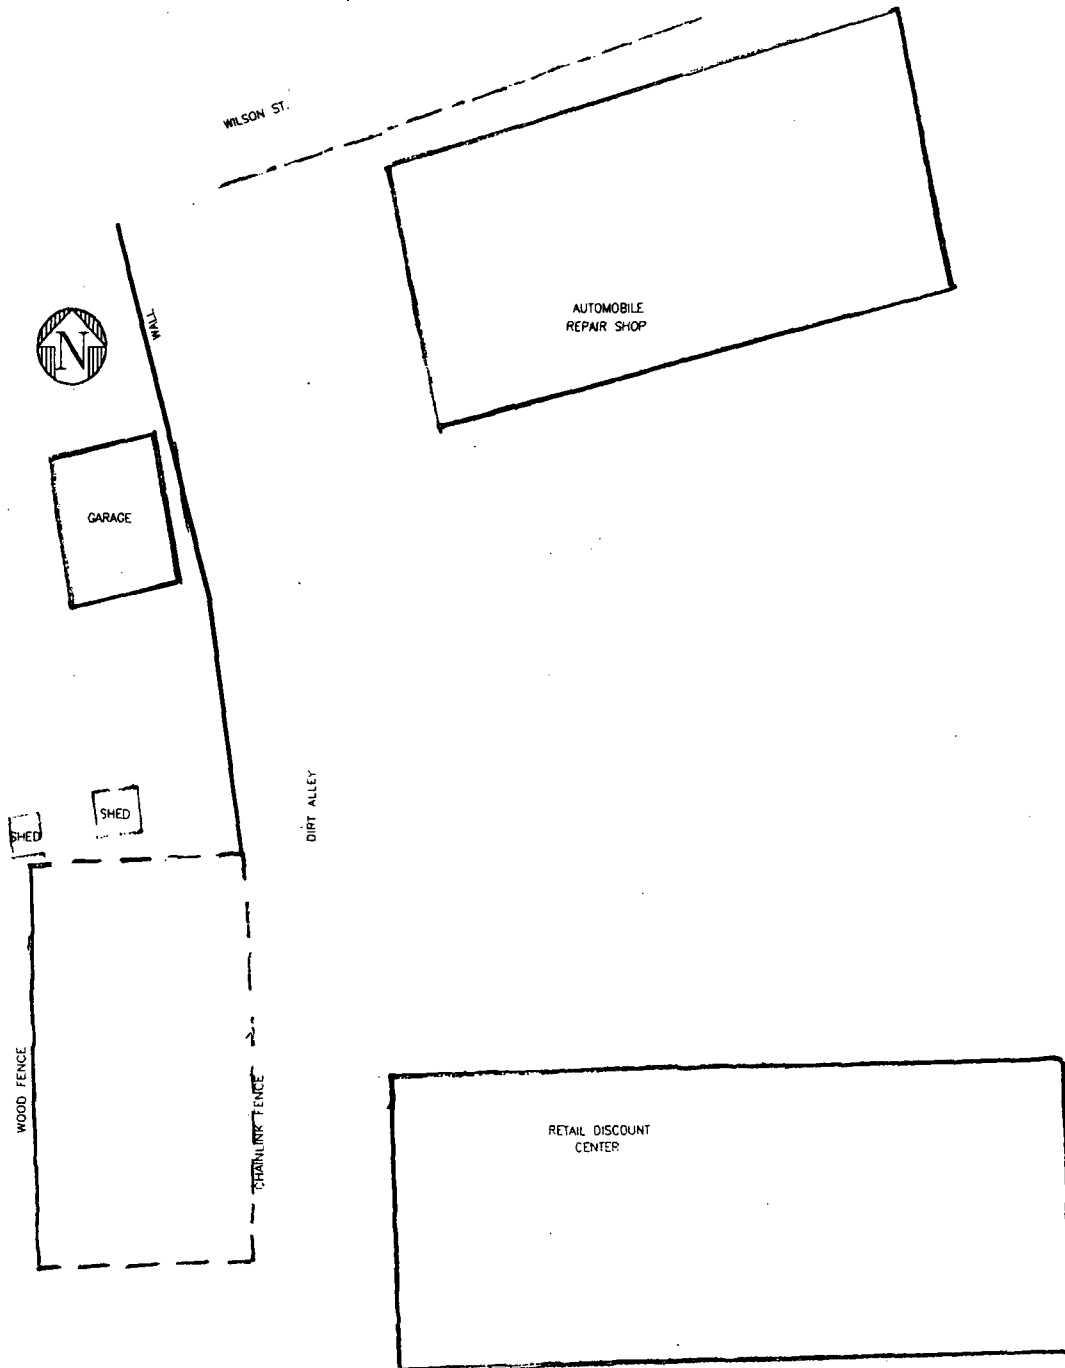 WILSON ST.
WALL
N
AUTOMOBILE
REPAIR SHOP
GARAGE
SHED
SHED
DIRT ALLEY
WOOD FENCE
CHAINLINK FENCE
RETAIL DISCOUNT
CENTER